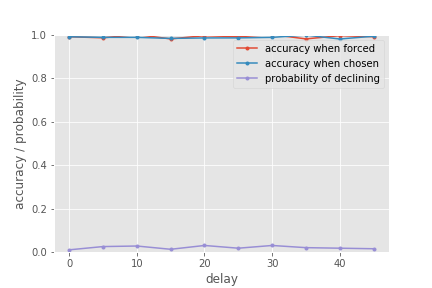 1.0
0.8
0.6
0.4
0.2
0.0
accuracy / probability
accuracy when forced
accuracy when chosen
probability of declining
0 10 20 30 40
delay